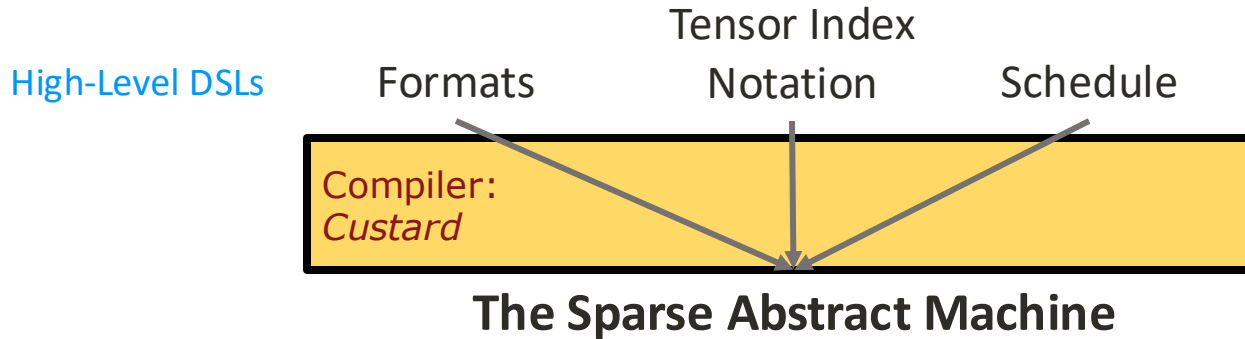 Tensor Index
High-Level DSLs Formats Notation Schedule
Compiler:
Custard
The Sparse Abstract Machine